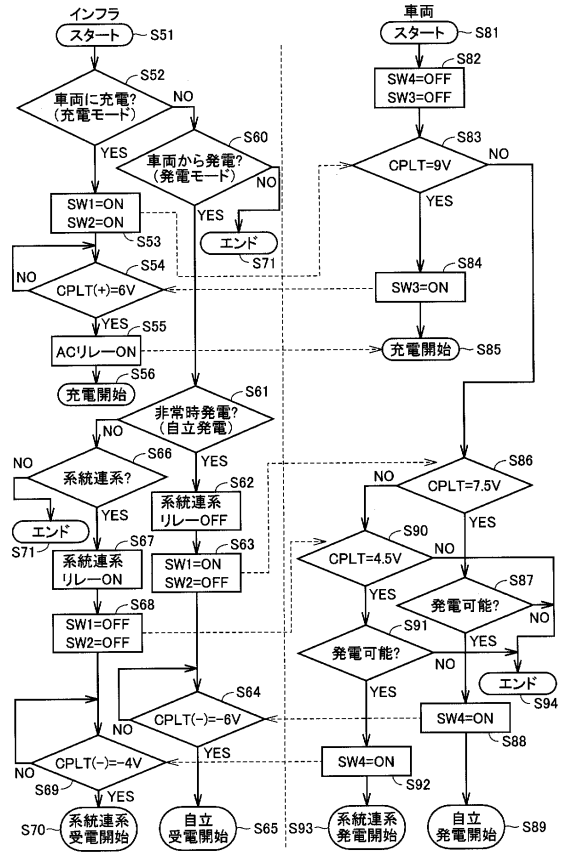 インフラ
スタート
S51
車両に充電?
(充電モード)
S52
NO
YES
車両から発電?
(発電モード)
S60
NO
YES
エンド
S71
SW1=ON
SW2=ON
S53
CPLT(+)=6V
S54
NO
YES
ACリレーON
S55
充電開始
S56
非常時発電?
(自立発電)
S61
NO
YES
系統連系?
S66
NO
YES
エンド
S71
系統連系
リレーOFF
S62
SW1=ON
SW2=OFF
S63
系統連系
リレーON
S67
SW1=OFF
SW2=OFF
S68
CPLT(-)=-6V
S64
NO
YES
CPLT(-)=-4V
S69
NO
YES
系統連系
受電開始
S70
自立
受電開始
S65
車両
スタート
S81
SW4=OFF
SW3=OFF
S82
CPLT=9V
S83
NO
YES
SW3=ON
S84
充電開始
S85
CPLT=7.5V
S86
NO
YES
CPLT=4.5V
S90
NO
YES
発電可能?
S87
NO
YES
発電可能?
S91
NO
YES
エンド
S94
SW4=ON
S88
SW4=ON
S92
系統連系
発電開始
S93
自立
発電開始
S89